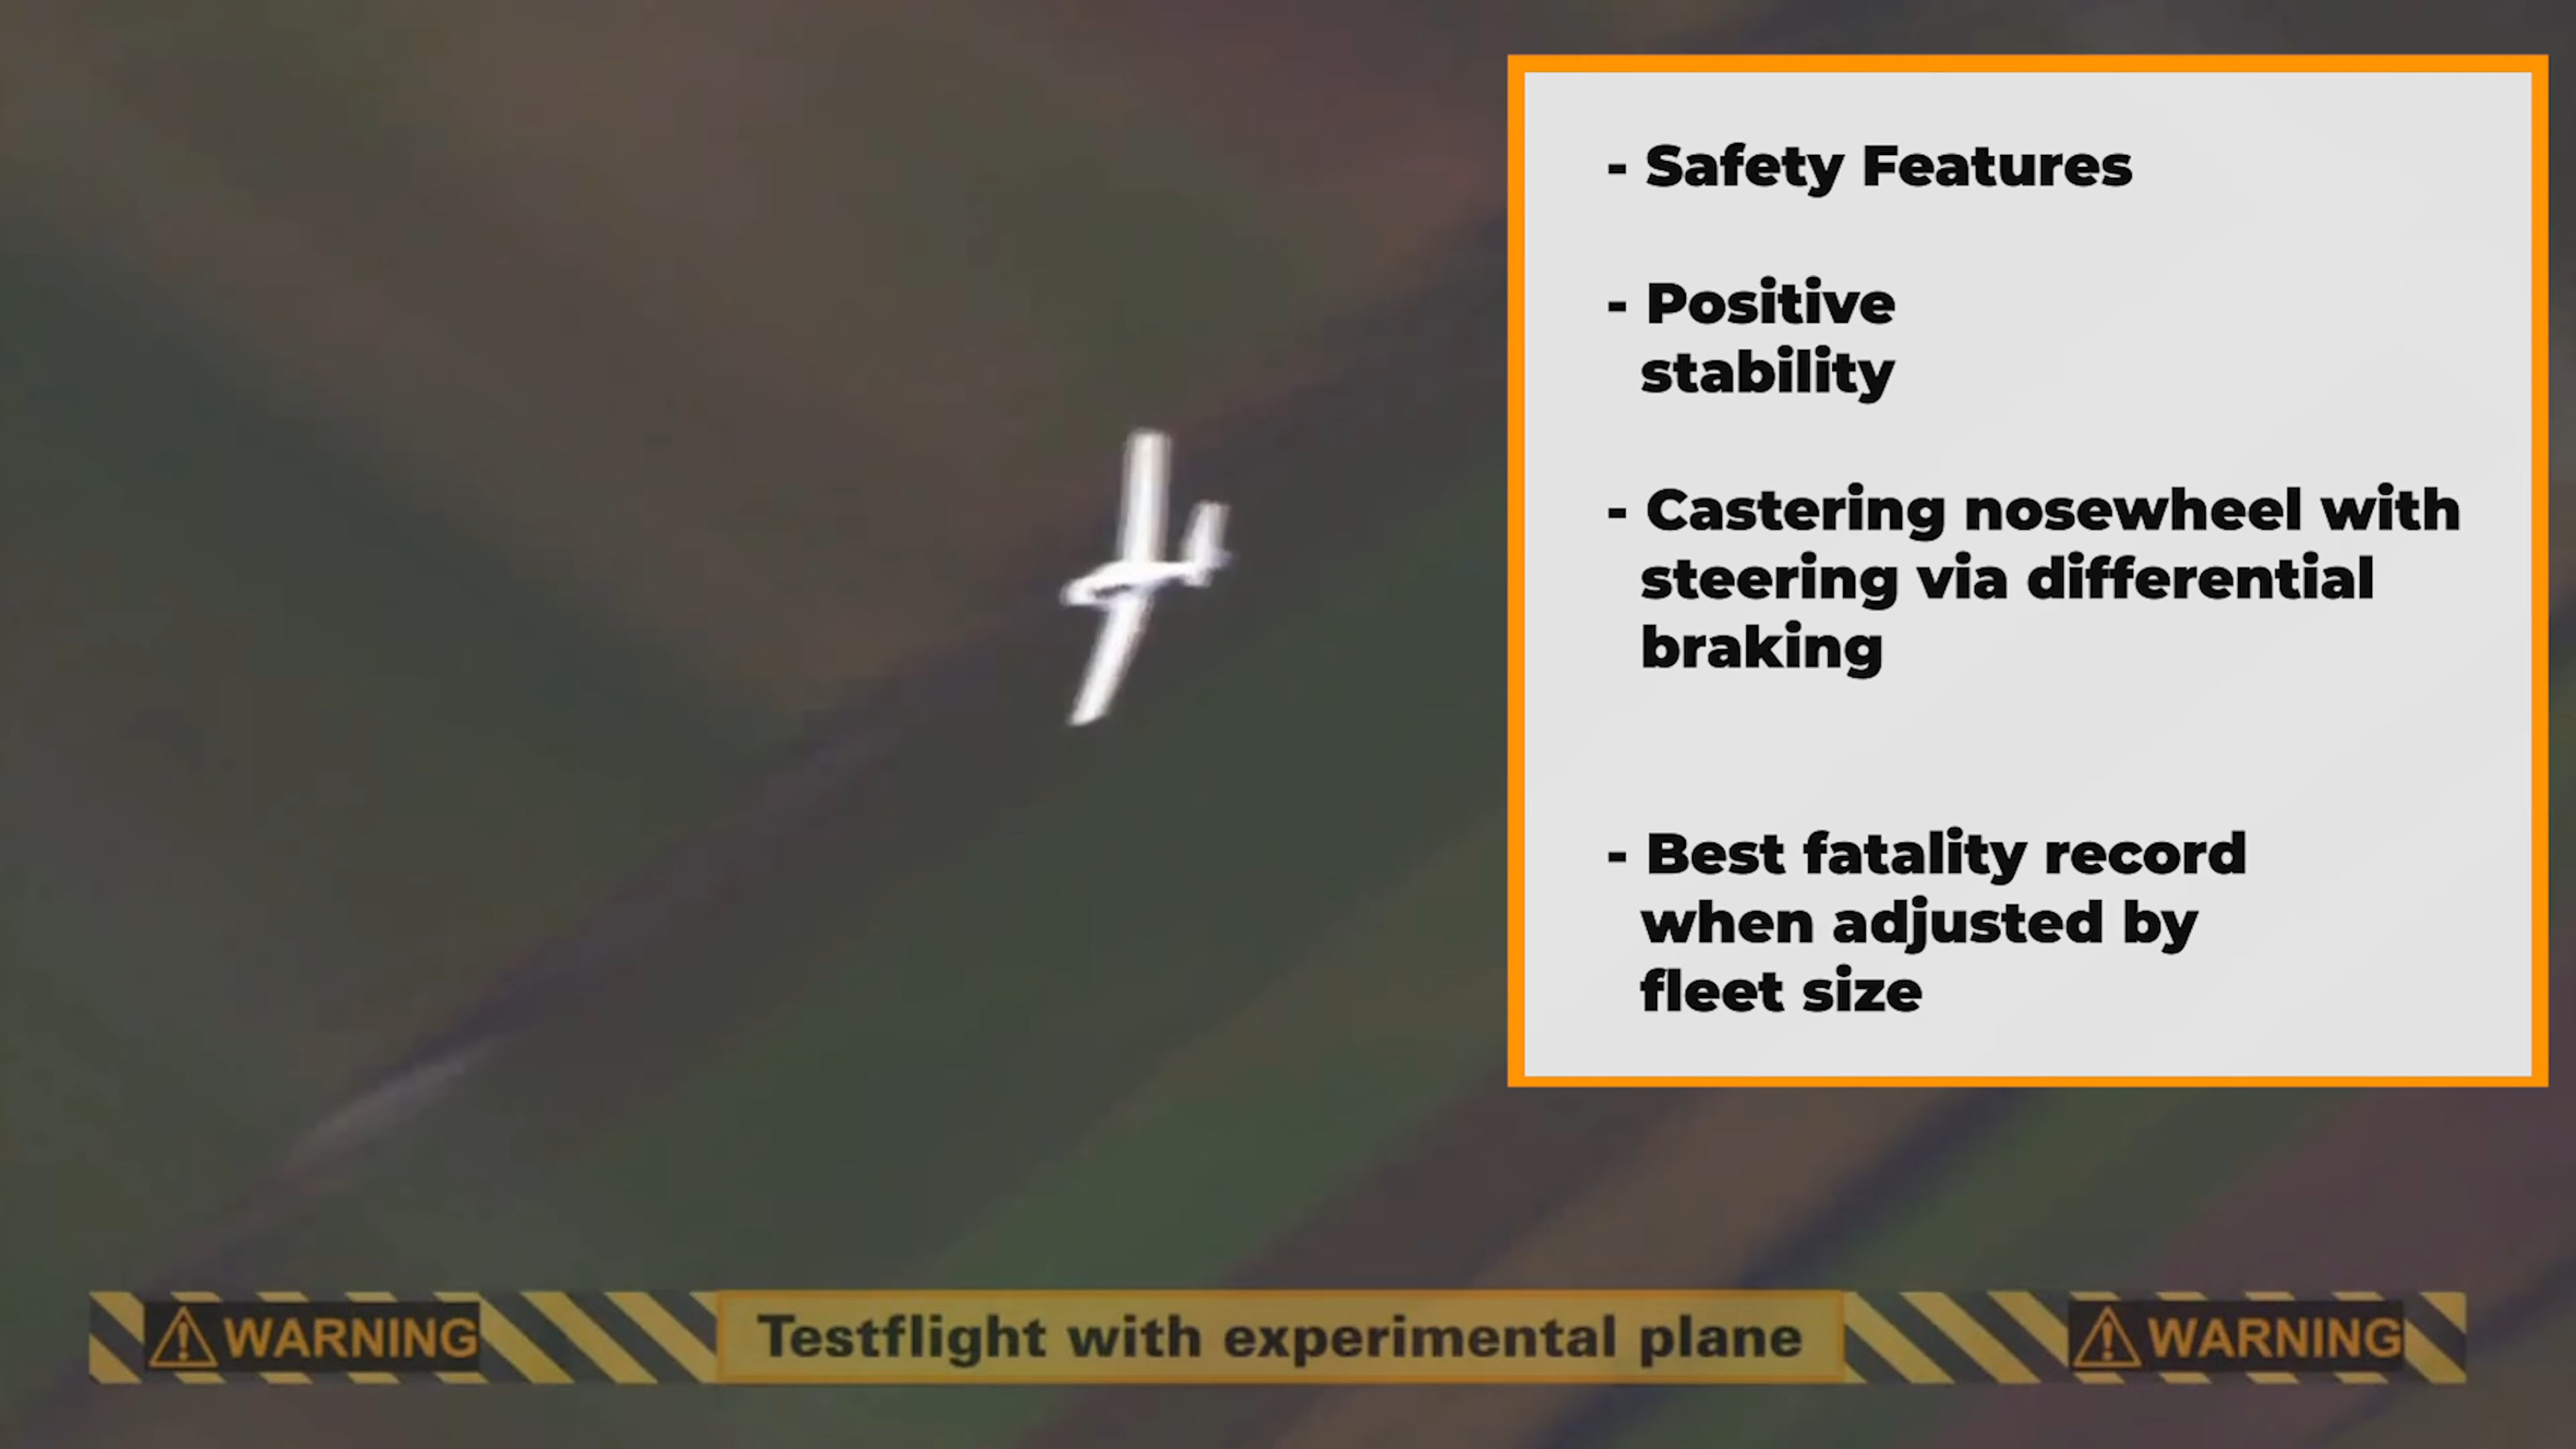 - Safety Features
- Positive
stability
- Castering nosewheel with
steering via differential
braking
- Best fatality record
when adjusted by
fleet size
WARNING
Testflight with experimental plane
WARNING